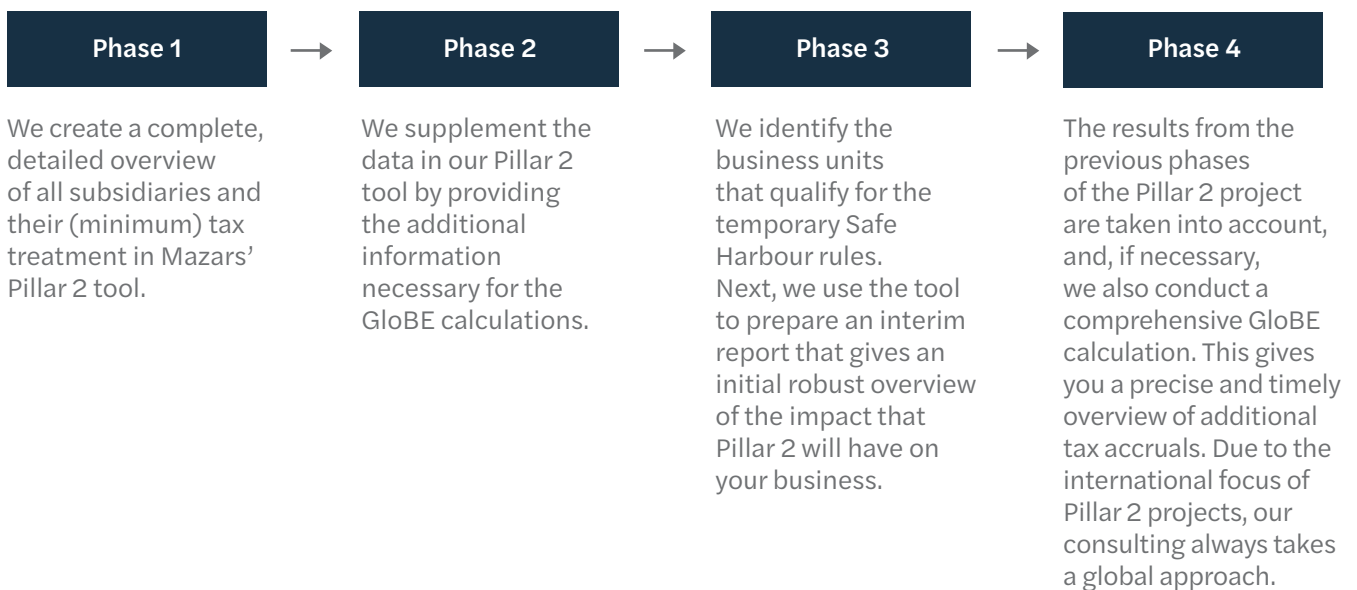 Phase 1
We create a complete,
detailed overview
of all subsidiaries and
their (minimum) tax
treatment in Mazars’
Pillar 2 tool.
Phase 2
We supplement the
data in our Pillar 2
tool by providing
the additional
information
necessary for the
GloBE calculations.
Phase 3
We identify the
business units
that qualify for the
temporary Safe
Harbour rules.
Next, we use the tool
to prepare an interim
report that gives an
initial robust overview
of the impact that
Pillar 2 will have on
your business.
Phase 4
The results from the
previous phases
of the Pillar 2 project
are taken into account,
and, if necessary,
we also conduct a
comprehensive GloBE
calculation. This gives
you a precise and timely
overview of additional
tax accruals. Due to the
international focus of
Pillar 2 projects, our
consulting always takes
a global approach.